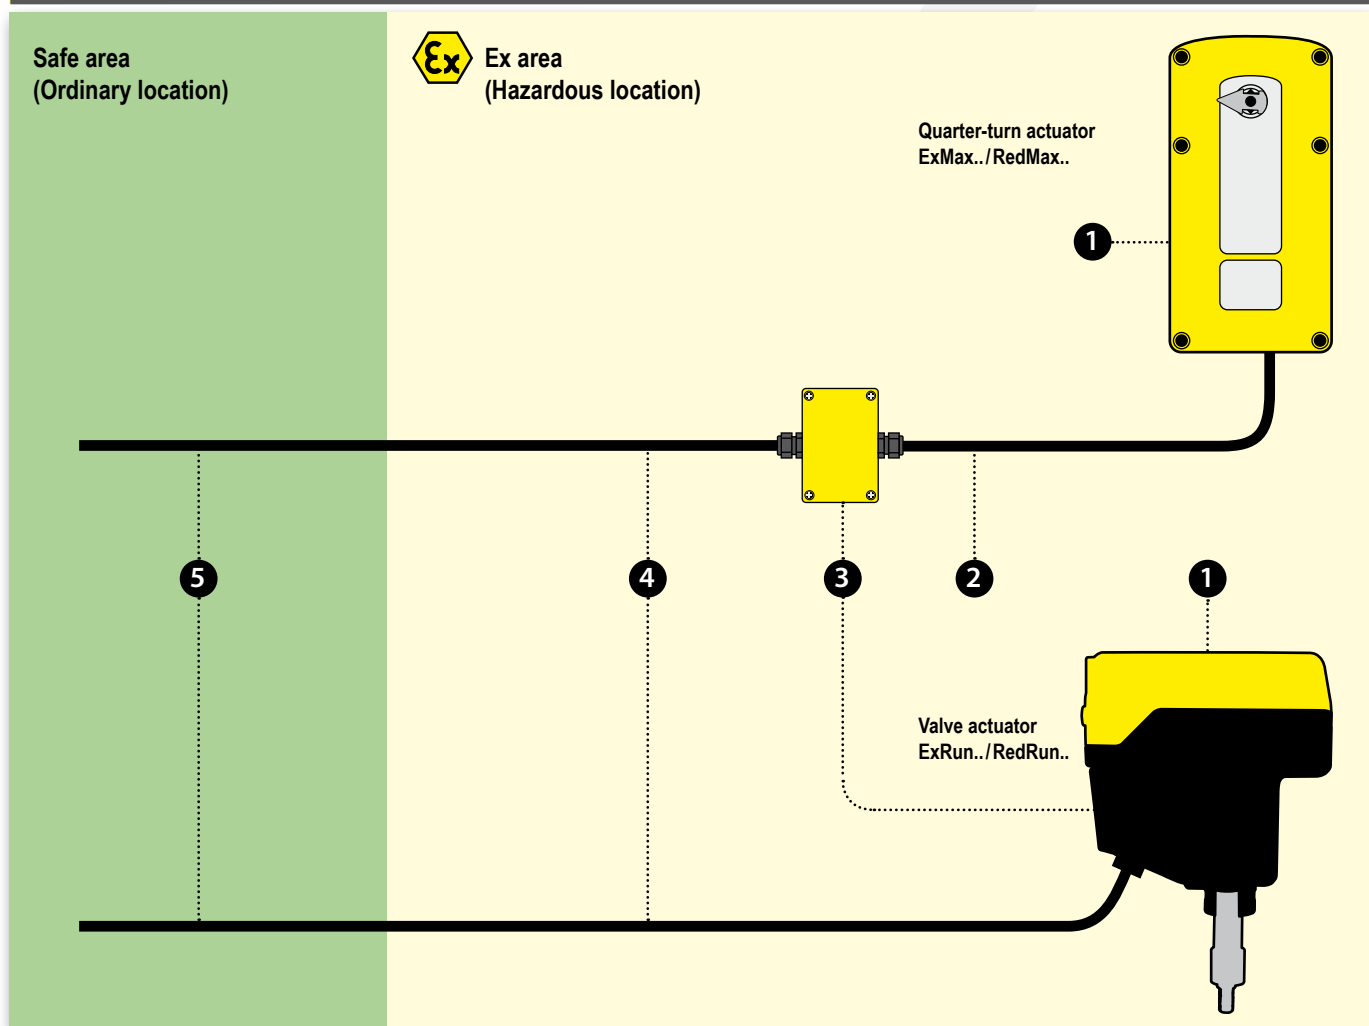 Safe area
(Ordinary location)
Ex
Ex area
(Hazardous location)
Quarter-turn actuator
ExMax../RedMax..
1
5
4
3
2
1
Valve actuator
ExRun../RedRun..